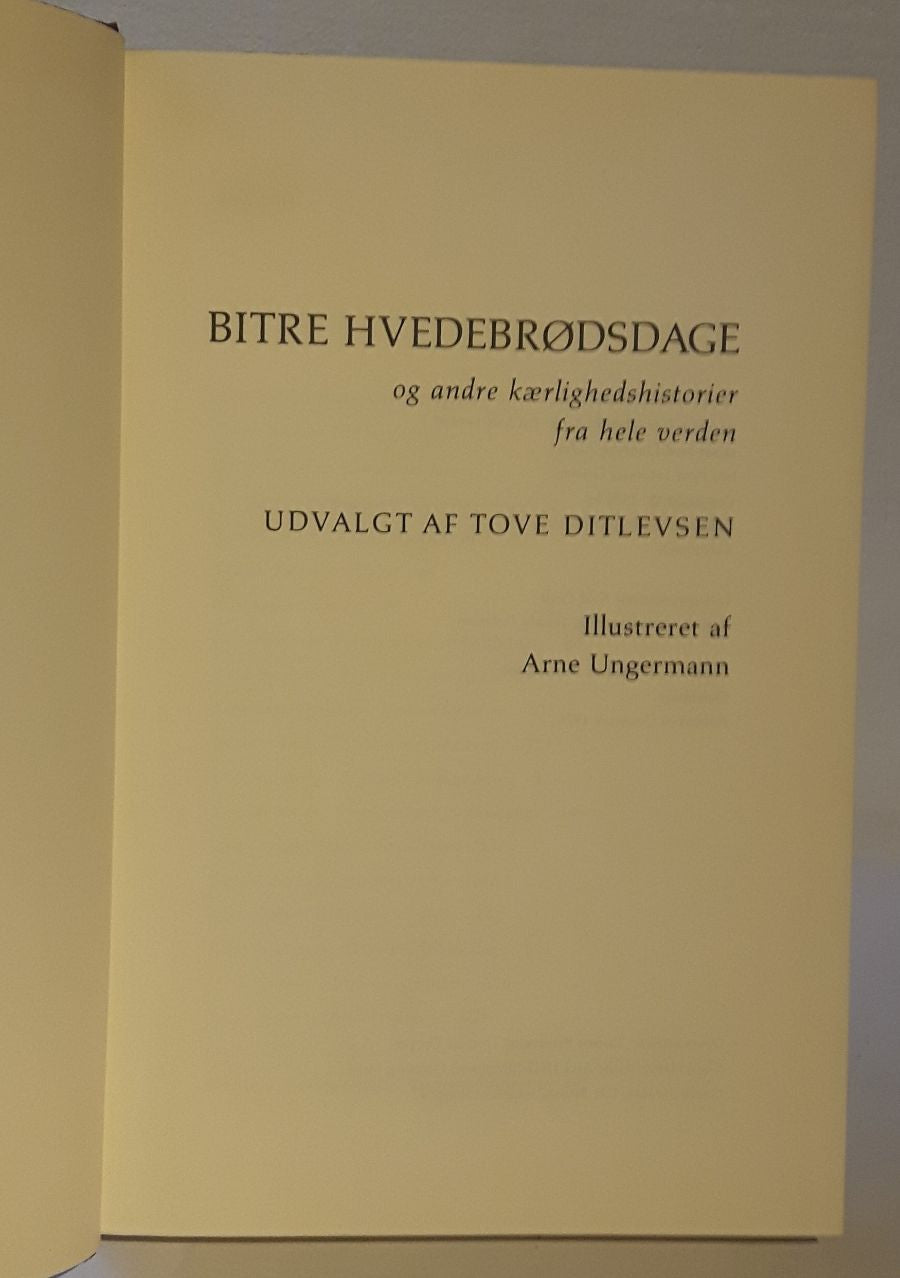 BITRE HVEDEBRØDSDAGE
og andre kærlighedshistorier
fra hele verden
UDVALGT AF TOVE DITLEVSEN
Illustreret af
Arne Ungermann